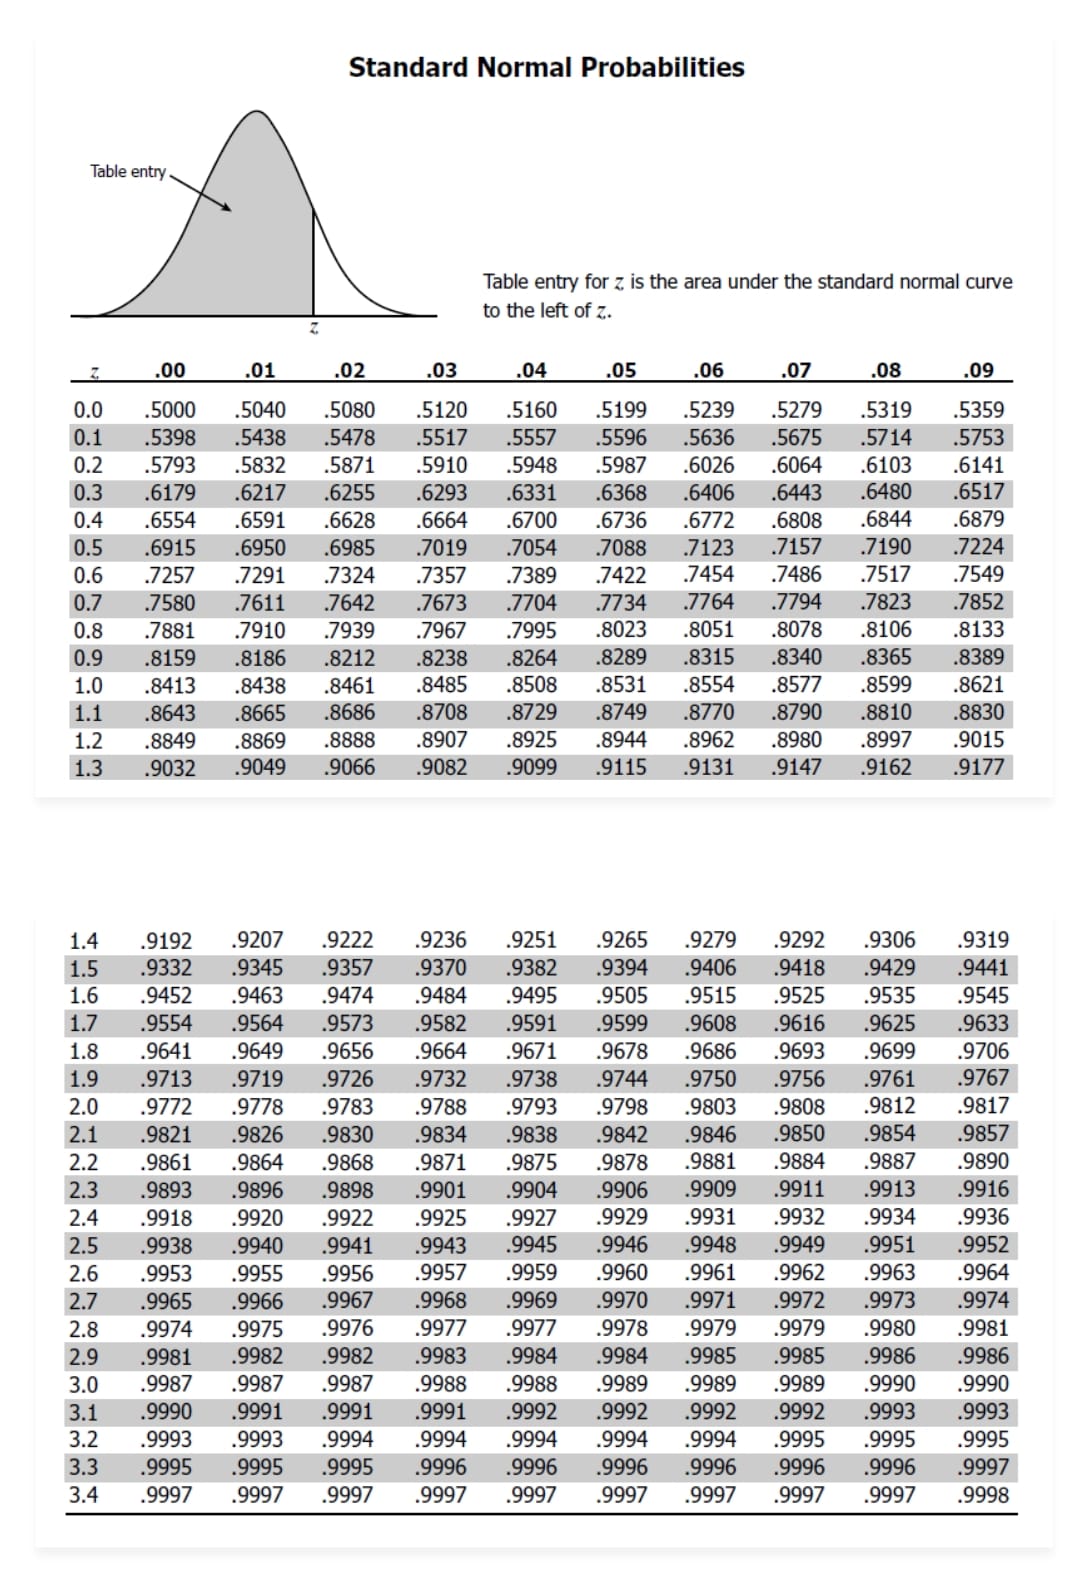 Standard Normal Probabilities
Table entry
Table entry for z is the area under the standard normal curve
to the left of z.
z
z .00 .01 .02 .03 .04 .05 .06 .07 .08 .09
0.0 .5000 .5040 .5080 .5120 .5160 .5199 .5239 .5279 .5319 .5359
0.1 .5398 .5438 .5478 .5517 .5557 .5596 .5636 .5675 .5714 .5753
0.2 .5793 .5832 .5871 .5910 .5948 .5987 .6026 .6064 .6103 .6141
0.3 .6179 .6217 .6255 .6293 .6331 .6368 .6406 .6443 .6480 .6517
0.4 .6554 .6591 .6628 .6664 .6700 .6736 .6772 .6808 .6844 .6879
0.5 .6915 .6950 .6985 .7019 .7054 .7088 .7123 .7157 .7190 .7224
0.6 .7257 .7291 .7324 .7357 .7389 .7422 .7454 .7486 .7517 .7549
0.7 .7580 .7611 .7642 .7673 .7704 .7734 .7764 .7794 .7823 .7852
0.8 .7881 .7910 .7939 .7967 .7995 .8023 .8051 .8078 .8106 .8133
0.9 .8159 .8186 .8212 .8238 .8264 .8289 .8315 .8340 .8365 .8389
1.0 .8413 .8438 .8461 .8485 .8508 .8531 .8554 .8577 .8599 .8621
1.1 .8643 .8665 .8686 .8708 .8729 .8749 .8770 .8790 .8810 .8830
1.2 .8849 .8869 .8888 .8907 .8925 .8944 .8962 .8980 .8997 .9015
1.3 .9032 .9049 .9066 .9082 .9099 .9115 .9131 .9147 .9162 .9177
1.4 .9192 .9207 .9222 .9236 .9251 .9265 .9279 .9292 .9306 .9319
1.5 .9332 .9345 .9357 .9370 .9382 .9394 .9406 .9418 .9429 .9441
1.6 .9452 .9463 .9474 .9484 .9495 .9505 .9515 .9525 .9535 .9545
1.7 .9554 .9564 .9573 .9582 .9591 .9599 .9608 .9616 .9625 .9633
1.8 .9641 .9649 .9656 .9664 .9671 .9678 .9686 .9693 .9699 .9706
1.9 .9713 .9719 .9726 .9732 .9738 .9744 .9750 .9756 .9761 .9767
2.0 .9772 .9778 .9783 .9788 .9793 .9798 .9803 .9808 .9812 .9817
2.1 .9821 .9826 .9830 .9834 .9838 .9842 .9846 .9850 .9854 .9857
2.2 .9861 .9864 .9868 .9871 .9875 .9878 .9881 .9884 .9887 .9890
2.3 .9893 .9896 .9898 .9901 .9904 .9906 .9909 .9911 .9913 .9916
2.4 .9918 .9920 .9922 .9925 .9927 .9929 .9931 .9932 .9934 .9936
2.5 .9938 .9940 .9941 .9943 .9945 .9946 .9948 .9949 .9951 .9952
2.6 .9953 .9955 .9956 .9957 .9959 .9960 .9961 .9962 .9963 .9964
2.7 .9965 .9966 .9967 .9968 .9969 .9970 .9971 .9972 .9973 .9974
2.8 .9974 .9975 .9976 .9977 .9977 .9978 .9979 .9979 .9980 .9981
2.9 .9981 .9982 .9982 .9983 .9984 .9984 .9985 .9985 .9986 .9986
3.0 .9987 .9987 .9987 .9988 .9988 .9989 .9989 .9989 .9990 .9990
3.1 .9990 .9991 .9991 .9991 .9992 .9992 .9992 .9992 .9993 .9993
3.2 .9993 .9993 .9994 .9994 .9994 .9994 .9994 .9995 .9995 .9995
3.3 .9995 .9995 .9995 .9996 .9996 .9996 .9996 .9996 .9996 .9997
3.4 .9997 .9997 .9997 .9997 .9997 .9997 .9997 .9997 .9997 .9998